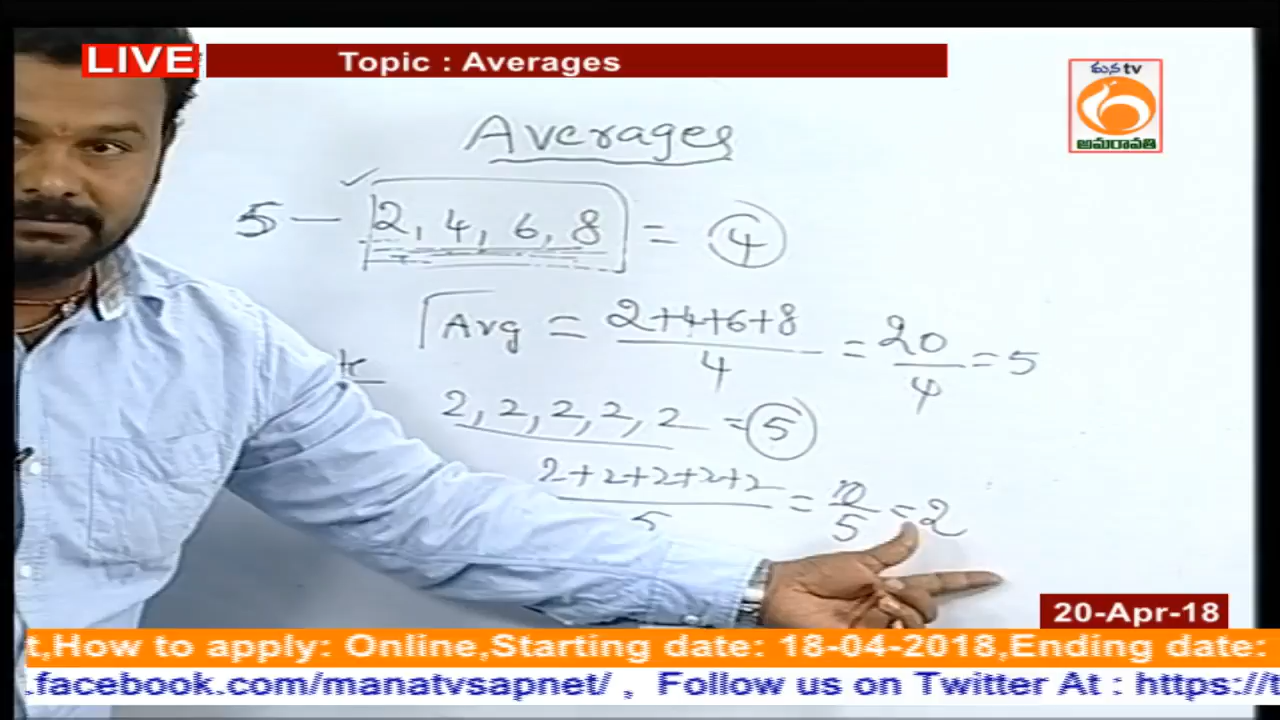 LIVE
Topic : Averages
మన tv
అమరావతి
Averages
5 - 2, 4, 6, 8 = 4
Avg = 2+4+6+8 / 4 = 20 / 4 = 5
2, 2, 2, 2, 2 = 5
2+2+2+2+2 / 5 = 10 / 5 = 2
20-Apr-18
t,How to apply: Online,Starting date: 18-04-2018,Ending date:
.facebook.com/manatvsapnet/ , Follow us on Twitter At : https://t